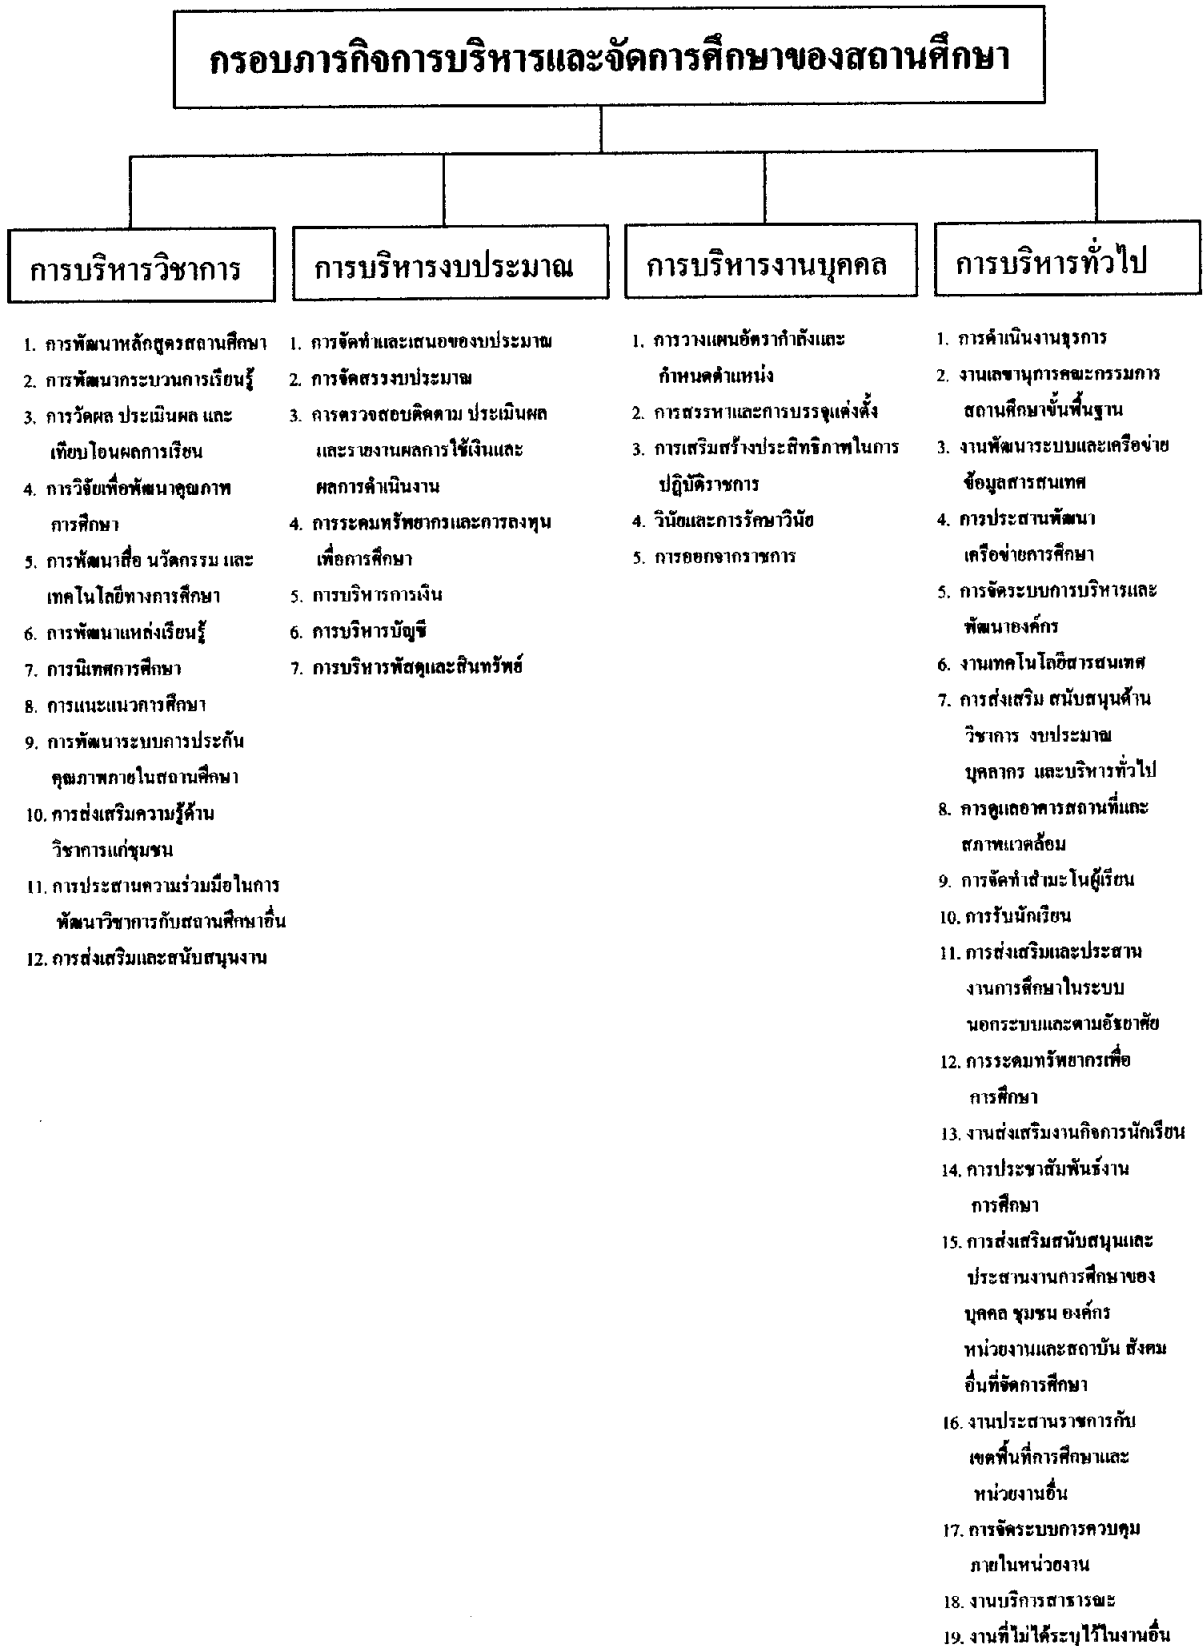 กรอบภารกิจการบริหารและจัดการศึกษาของสถานศึกษา
การบริหารวิชาการ
1. การพัฒนาหลักสูตรสถานศึกษา
2. การพัฒนากระบวนการเรียนรู้
3. การวัดผล ประเมินผล และ
เทียบโอนผลการเรียน
4. การวิจัยเพื่อพัฒนาคุณภาพ
การศึกษา
5. การพัฒนาสื่อ นวัตกรรม และ
เทคโนโลยีทางการศึกษา
6. การพัฒนาแหล่งเรียนรู้
7. การนิเทศการศึกษา
8. การแนะแนวการศึกษา
9. การพัฒนาระบบการประกัน
คุณภาพภายในสถานศึกษา
10. การส่งเสริมความรู้ด้าน
วิชาการแก่ชุมชน
11. การประสานความร่วมมือในการ
พัฒนาวิชาการกับสถานศึกษาอื่น
12. การส่งเสริมและสนับสนุนงาน
การบริหารงบประมาณ
1. การจัดทำและเสนอของบประมาณ
2. การจัดสรรงบประมาณ
3. การตรวจสอบติดตาม ประเมินผล
และรายงานผลการใช้เงินและ
ผลการดำเนินงาน
4. การระดมทรัพยากรและการลงทุน
เพื่อการศึกษา
5. การบริหารการเงิน
6. การบริหารบัญชี
7. การบริหารพัสดุและสินทรัพย์
การบริหารงานบุคคล
1. การวางแผนอัตรากำลังและ
กำหนดตำแหน่ง
2. การสรรหาและการบรรจุแต่งตั้ง
3. การเสริมสร้างประสิทธิภาพในการ
ปฏิบัติราชการ
4. วินัยและการรักษาวินัย
5. การออกจากราชการ
การบริหารทั่วไป
1. การดำเนินงานธุรการ
2. งานเลขานุการคณะกรรมการ
สถานศึกษาขั้นพื้นฐาน
3. งานพัฒนาระบบและเครือข่าย
ข้อมูลสารสนเทศ
4. การประสานพัฒนา
เครือข่ายการศึกษา
5. การจัดระบบการบริหารและ
พัฒนาองค์กร
6. งานเทคโนโลยีสารสนเทศ
7. การส่งเสริม สนับสนุนด้าน
วิชาการ งบประมาณ
บุคลากร และบริหารทั่วไป
8. การดูแลอาคารสถานที่และ
สภาพแวดล้อม
9. การจัดทำสำมะโนผู้เรียน
10. การรับนักเรียน
11. การส่งเสริมและประสาน
งานการศึกษาในระบบ
นอกระบบและตามอัธยาศัย
12. การระดมทรัพยากรเพื่อ
การศึกษา
13. งานส่งเสริมงานกิจการนักเรียน
14. การประชาสัมพันธ์งาน
การศึกษา
15. การส่งเสริมสนับสนุนและ
ประสานงานการศึกษาของ
บุคคล ชุมชน องค์กร
หน่วยงานและสถาบัน สังคม
อื่นที่จัดการศึกษา
16. งานประสานราชการกับ
เขตพื้นที่การศึกษาและ
หน่วยงานอื่น
17. การจัดระบบการควบคุม
ภายในหน่วยงาน
18. งานบริการสาธารณะ
19. งานที่ไม่ได้ระบุไว้ในงานอื่น